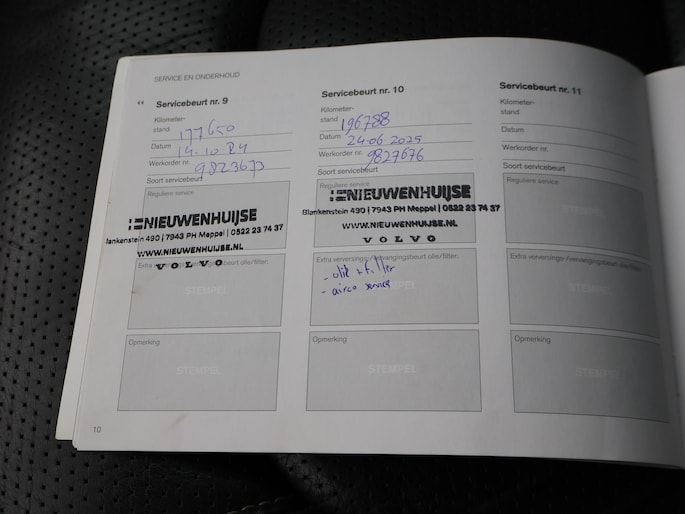 SERVICE EN ONDERHOUD
‹‹ Servicebeurt nr. 9
Kilometer-
stand 177650
Datum 14-10 R4
Werkorder nr. 9823673
Soort servicebeurt
Reguliere service
NIEUWENHUIJSE
lankenstein 490 | 7943 PH Meppel | 0522 23 74 37
WWW.NIEUWENHUIJSE.NL
VOLVO
Extra verversings-/vervangingsbeurt olie/filter:
STEMPEL
Opmerking
STEMPEL
10
Servicebeurt nr. 10
Kilometer-
stand 196788
Datum 24-06 2025
Werkorder nr. 9827676
Soort servicebeurt
Reguliere service
NIEUWENHUIJSE
Blankenstein 490 | 7943 PH Meppel | 0522 23 74 37
WWW.NIEUWENHUIJSE.NL
VOLVO
Extra verversings-/vervangingsbeurt olie/filter:
- olie + filter
- airco service
Opmerking
STEMPEL
Servicebeurt nr. 11
Kilometer-
stand
Datum
Werkorder nr.
Soort servicebeurt
Reguliere service
Extra verversings-/vervangingsbeurt olie/filter:
STEMPEL
Opmerking
STEMPEL